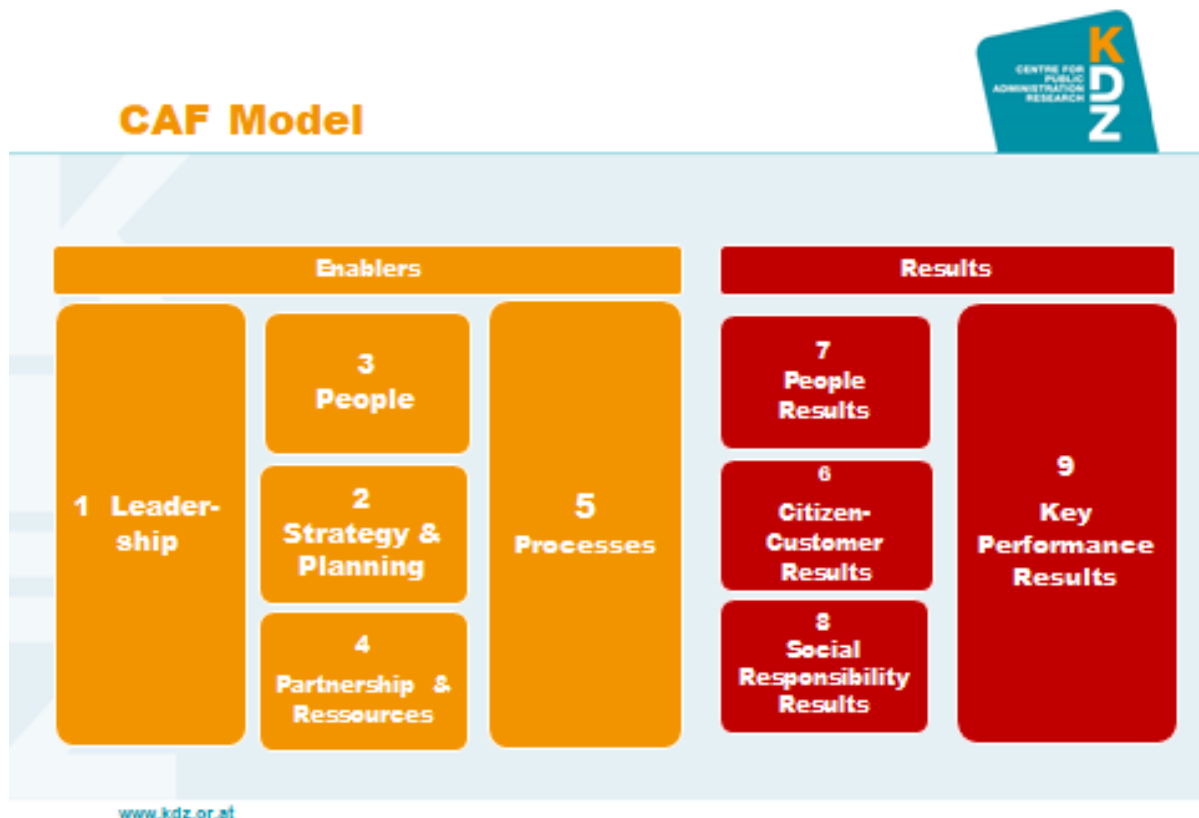 CENTRE FOR
PUBLIC
ADMINISTRATION
RESEARCH
KDZ
CAF Model
Enablers
1 Leader-
ship
3
People
2
Strategy &
Planning
4
Partnership &
Ressources
5
Processes
Results
7
People
Results
6
Citizen-
Customer
Results
8
Social
Responsibility
Results
9
Key
Performance
Results
www.kdz.or.at